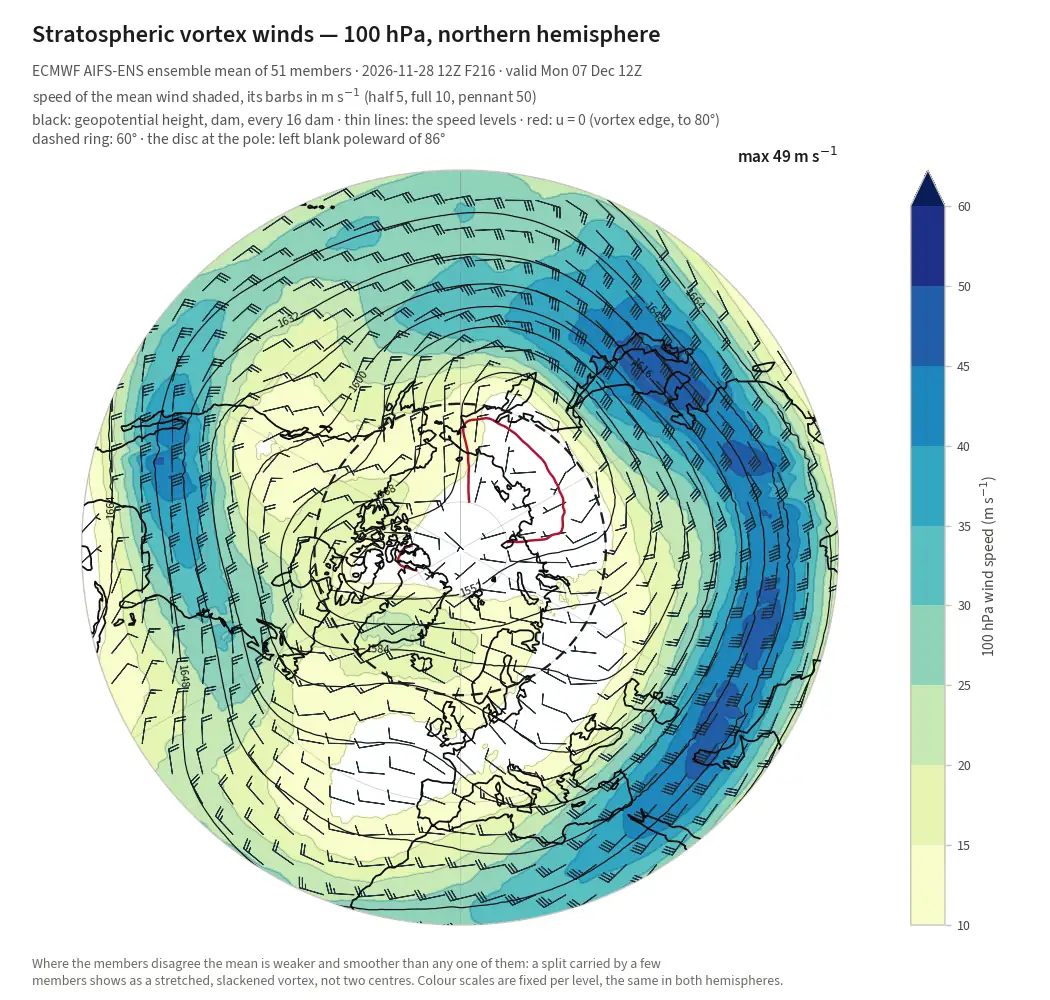 Stratospheric vortex winds — 100 hPa, northern hemisphere
ECMWF AIFS-ENS ensemble mean of 51 members · 2026-11-28 12Z F216 · valid Mon 07 Dec 12Z
speed of the mean wind shaded, its barbs in m s⁻¹ (half 5, full 10, pennant 50)
black: geopotential height, dam, every 16 dam · thin lines: the speed levels · red: u = 0 (vortex edge, to 80°)
dashed ring: 60° · the disc at the pole: left blank poleward of 86°
max 49 m s⁻¹
60
50
45
40
35
30
25
20
15
10
100 hPa wind speed (m s⁻¹)
1632
1600
1664
1616
1584
1648
Where the members disagree the mean is weaker and smoother than any one of them: a split carried by a few
members shows as a stretched, slackened vortex, not two centres. Colour scales are fixed per level, the same in both hemispheres.